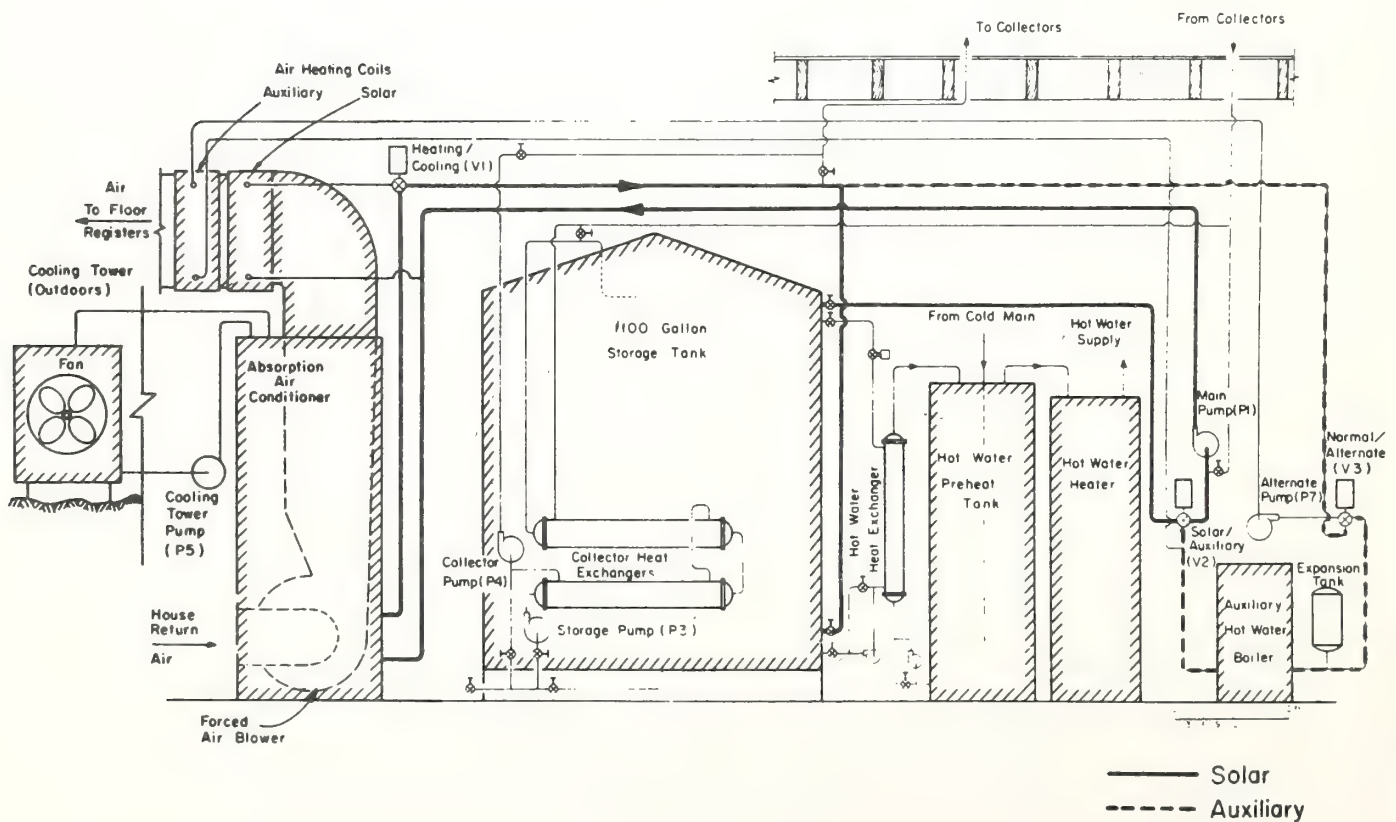 To Collectors
From Collectors
Air Heating Coils
Auxiliary
Solar
Heating/
Cooling (V1)
Air
To Floor
Registers
Cooling Tower
(Outdoors)
Fan
Absorption
Air
Conditioner
1100 Gallon
Storage Tank
From Cold Main
Hot Water
Supply
Main
Pump(P1)
Normal/
Alternate
(V3)
Hot Water
Heat Exchanger
Hot Water
Preheat
Tank
Hot Water
Heater
Alternate
Pump(P7)
Cooling
Tower
Pump
(P5)
Collector
Pump(P4)
Collector Heat
Exchangers
Solar/
Auxiliary
(V2)
Expansion
Tank
Storage Pump (P3)
Auxiliary
Hot Water
Boiler
House
Return
Air
Forced
Air Blower
Solar
Auxiliary